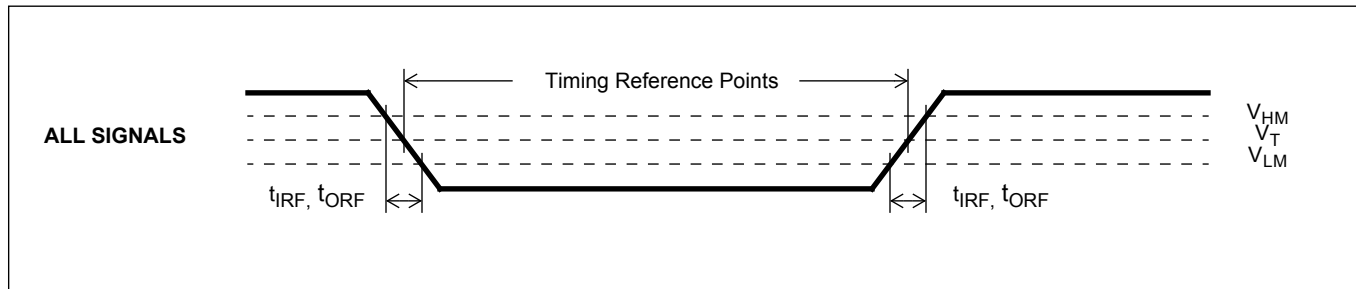 Timing Reference Points
ALL SIGNALS
V_HM
V_T
V_LM
t_IRF, t_ORF
t_IRF, t_ORF